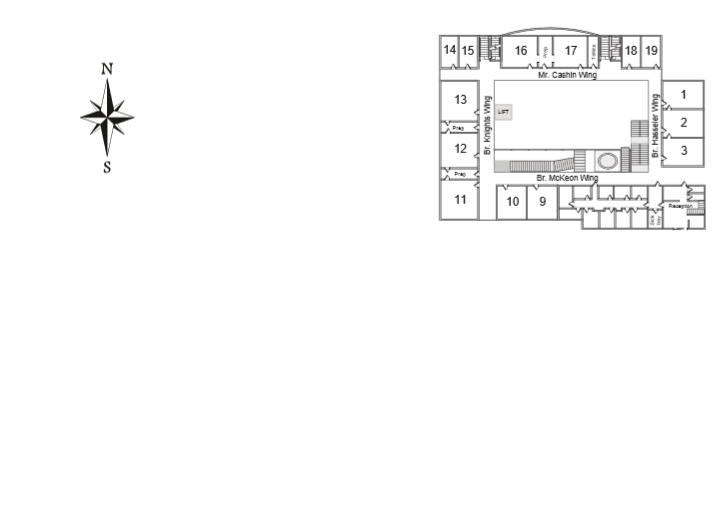 N
S
14 15 16 Prep 17 18 19
Mr. Cashin Wing
13
Prep
12
Prep
11
Br. Knights Wing
LIFT
Br. Hasseler Wing
1
2
3
Br. McKeon Wing
10 9
Reception